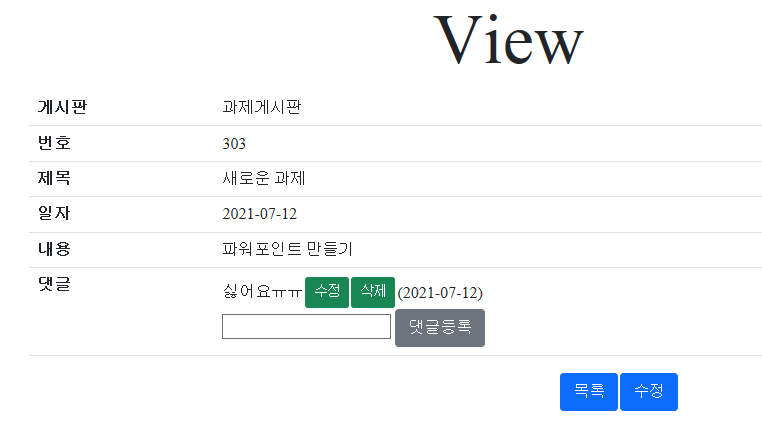 View
게시판 과제게시판
번호 303
제목 새로운 과제
일자 2021-07-12
내용 파워포인트 만들기
댓글 싫어요ㅠㅠ 수정 삭제 (2021-07-12)
댓글등록
목록 수정